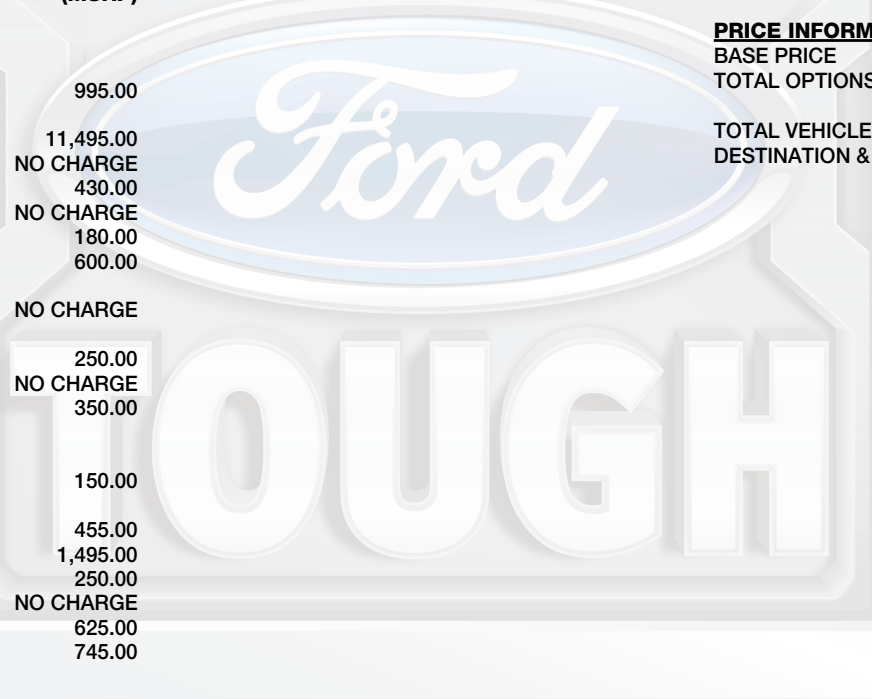 995.00
11,495.00
NO CHARGE
430.00
NO CHARGE
180.00
600.00
NO CHARGE
250.00
NO CHARGE
350.00
150.00
455.00
1,495.00
250.00
NO CHARGE
625.00
745.00
PRICE INFORM
BASE PRICE
TOTAL OPTIONS
TOTAL VEHICLE
DESTINATION &
Ford
TOUGH